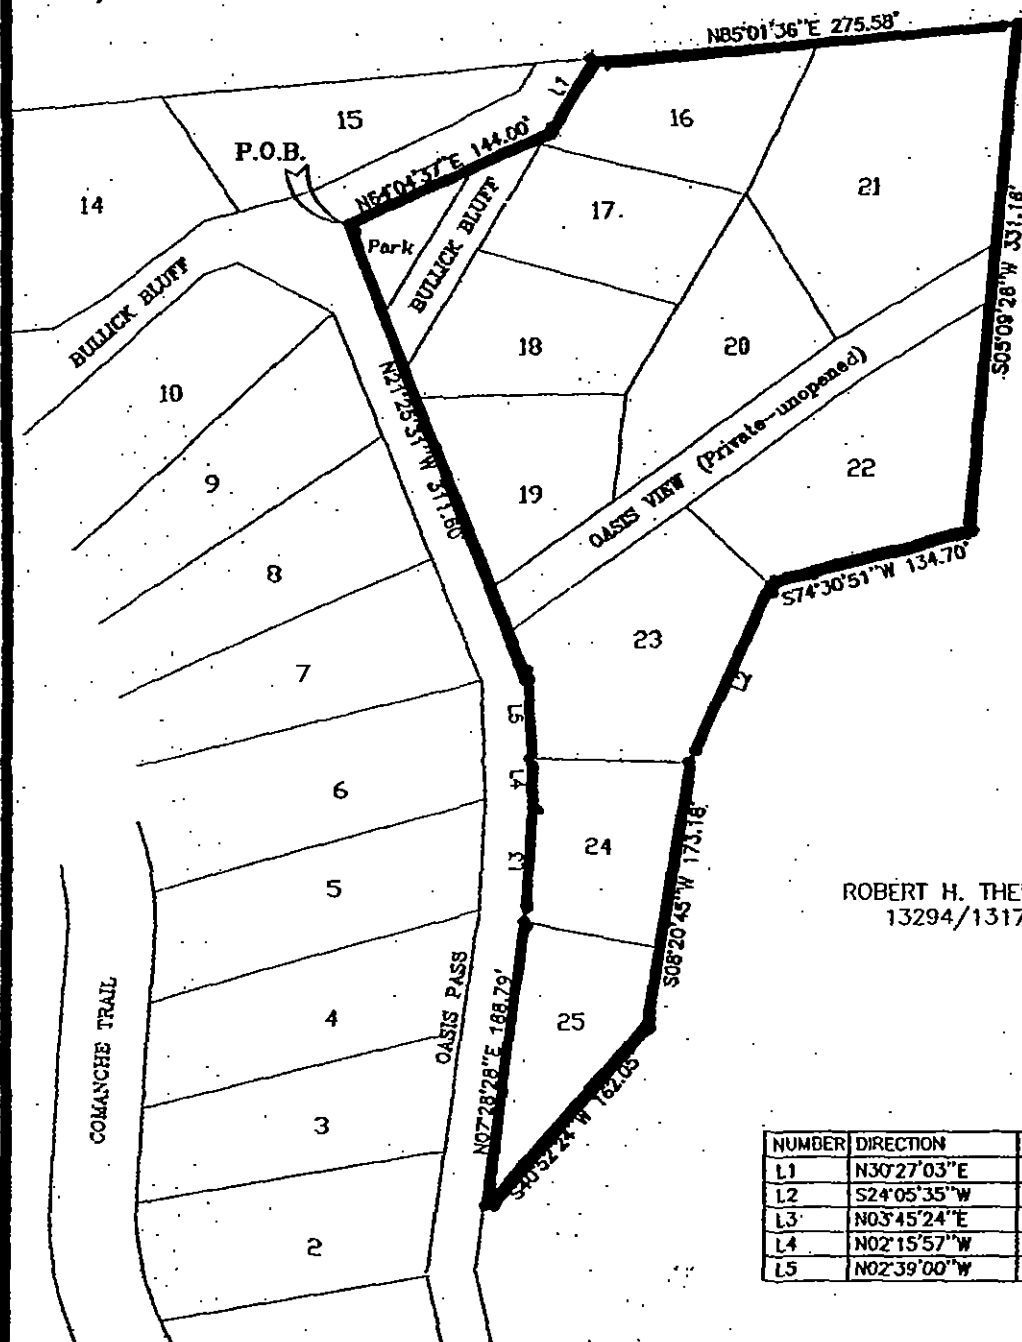 N85°01'36"E 275.58'
L1
15
16
P.O.B.
N64°04'37"E 144.00'
14
21
17.
Park
BULLICK BLUFF
S05°09'28"W 331.18'
BULLICK BLUFF
18
20
10
N21°25'31"W 311.60'
OASIS VIEW (Private-unopened)
22
9
19
8
S74°30'51"W 134.70'
23
7
L2
L5
6
L4
24
S08°20'45"W 173.18'
L3
5
ROBERT H. THE
13294/1317
OASIS PASS
COMANCHE TRAIL
4
25
N07°28'28"E 188.79'
S40°52'24"W 162.05'
3
2
NUMBER DIRECTION
L1 N30°27'03"E
L2 S24°05'35"W
L3 N03°45'24"E
L4 N02°15'57"W
L5 N02°39'00"W